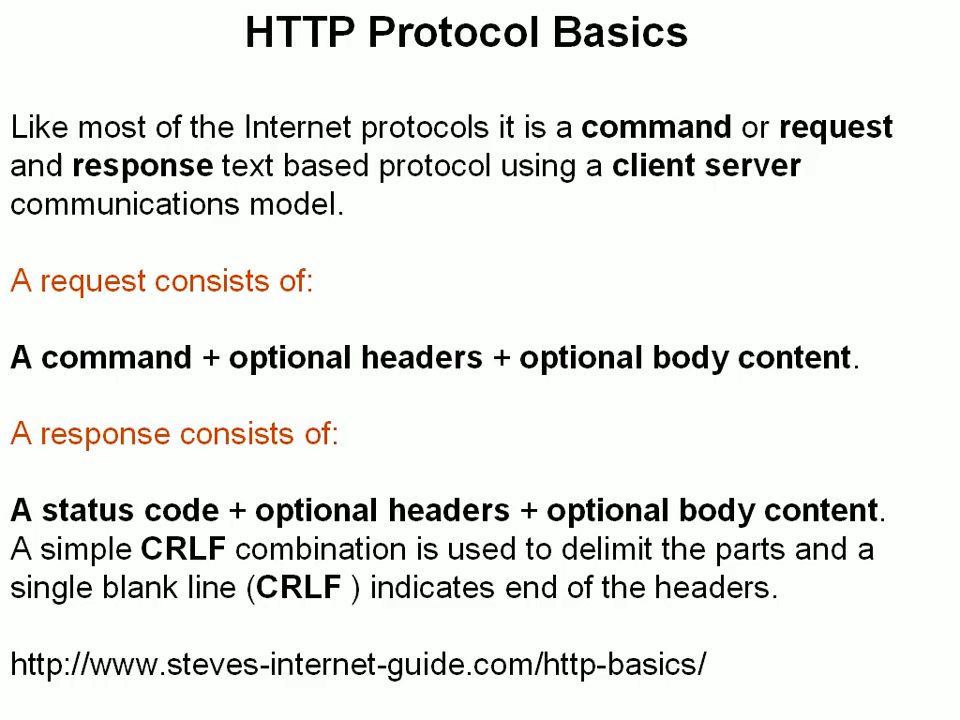 HTTP Protocol Basics
Like most of the Internet protocols it is a command or request
and response text based protocol using a client server
communications model.
A request consists of:
A command + optional headers + optional body content.
A response consists of:
A status code + optional headers + optional body content.
A simple CRLF combination is used to delimit the parts and a
single blank line (CRLF ) indicates end of the headers.
http://www.steves-internet-guide.com/http-basics/